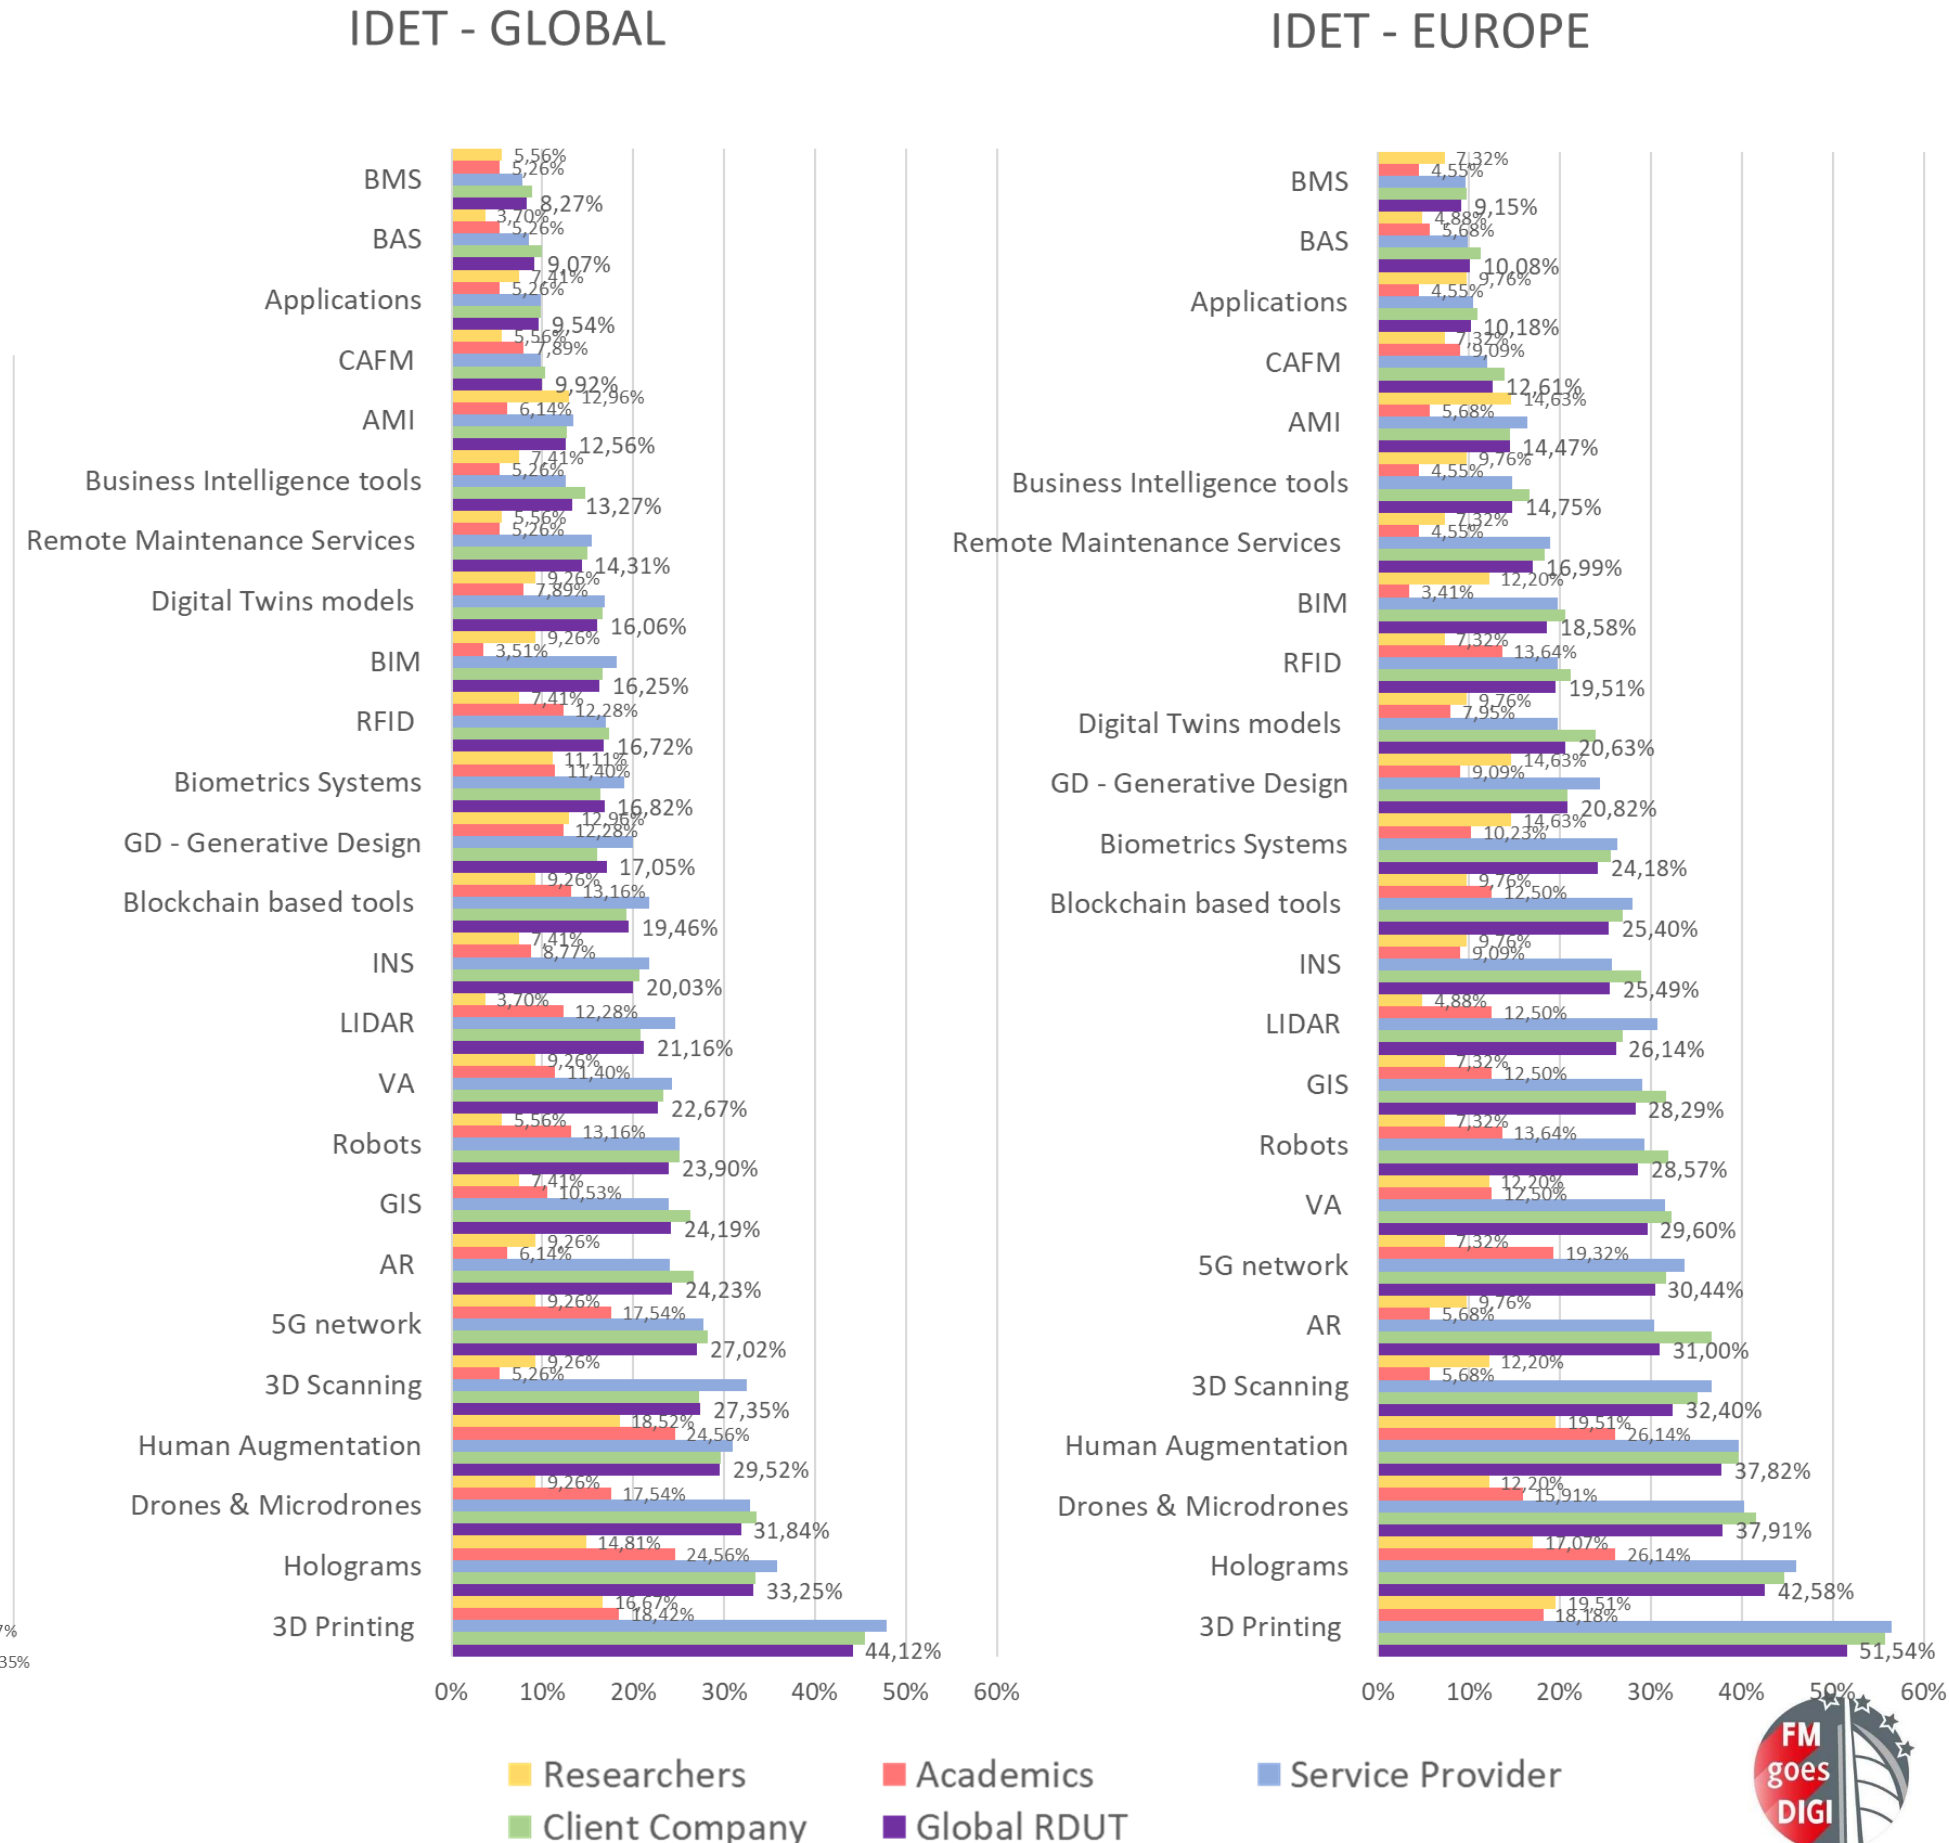 IDET - GLOBAL
BMS
5,56%
5,26%
8,27%
BAS
3,70%
5,26%
9,07%
Applications
7,41%
5,26%
9,54%
CAFM
5,56%
7,89%
9,92%
AMI
12,96%
6,14%
12,56%
Business Intelligence tools
7,41%
5,26%
13,27%
Remote Maintenance Services
5,56%
5,26%
14,31%
Digital Twins models
9,26%
7,89%
16,06%
BIM
9,26%
3,51%
16,25%
RFID
7,41%
12,28%
16,72%
Biometrics Systems
11,11%
11,40%
16,82%
GD - Generative Design
12,96%
12,28%
17,05%
Blockchain based tools
9,26%
13,16%
19,46%
INS
7,41%
8,77%
20,03%
LIDAR
3,70%
12,28%
21,16%
VA
9,26%
11,40%
22,67%
Robots
5,56%
13,16%
23,90%
GIS
7,41%
10,53%
24,19%
AR
9,26%
6,14%
24,23%
5G network
9,26%
17,54%
27,02%
3D Scanning
9,26%
5,26%
27,35%
Human Augmentation
18,52%
24,56%
29,52%
Drones & Microdrones
9,26%
17,54%
31,84%
Holograms
14,81%
24,56%
33,25%
3D Printing
16,67%
18,42%
44,12%
0% 10% 20% 30% 40% 50% 60%
IDET - EUROPE
BMS
7,32%
4,55%
9,15%
BAS
4,88%
5,68%
10,08%
Applications
9,76%
4,55%
10,18%
CAFM
7,32%
9,09%
12,61%
AMI
14,63%
5,68%
14,47%
Business Intelligence tools
9,76%
4,55%
14,75%
Remote Maintenance Services
7,32%
4,55%
16,99%
BIM
12,20%
3,41%
18,58%
RFID
7,32%
13,64%
19,51%
Digital Twins models
9,76%
7,95%
20,63%
GD - Generative Design
14,63%
9,09%
20,82%
Biometrics Systems
14,63%
10,23%
24,18%
Blockchain based tools
9,76%
12,50%
25,40%
INS
9,76%
9,09%
25,49%
LIDAR
4,88%
12,50%
26,14%
GIS
7,32%
12,50%
28,29%
Robots
7,32%
13,64%
28,57%
VA
12,20%
12,50%
29,60%
5G network
7,32%
19,32%
30,44%
AR
9,76%
5,68%
31,00%
3D Scanning
12,20%
5,68%
32,40%
Human Augmentation
19,51%
26,14%
37,82%
Drones & Microdrones
12,20%
15,91%
37,91%
Holograms
17,07%
26,14%
42,58%
3D Printing
19,51%
18,18%
51,54%
0% 10% 20% 30% 40% 50% 60%
7%
35%
Researchers Academics Service Provider
Client Company Global RDUT
FM
goes
DIGI